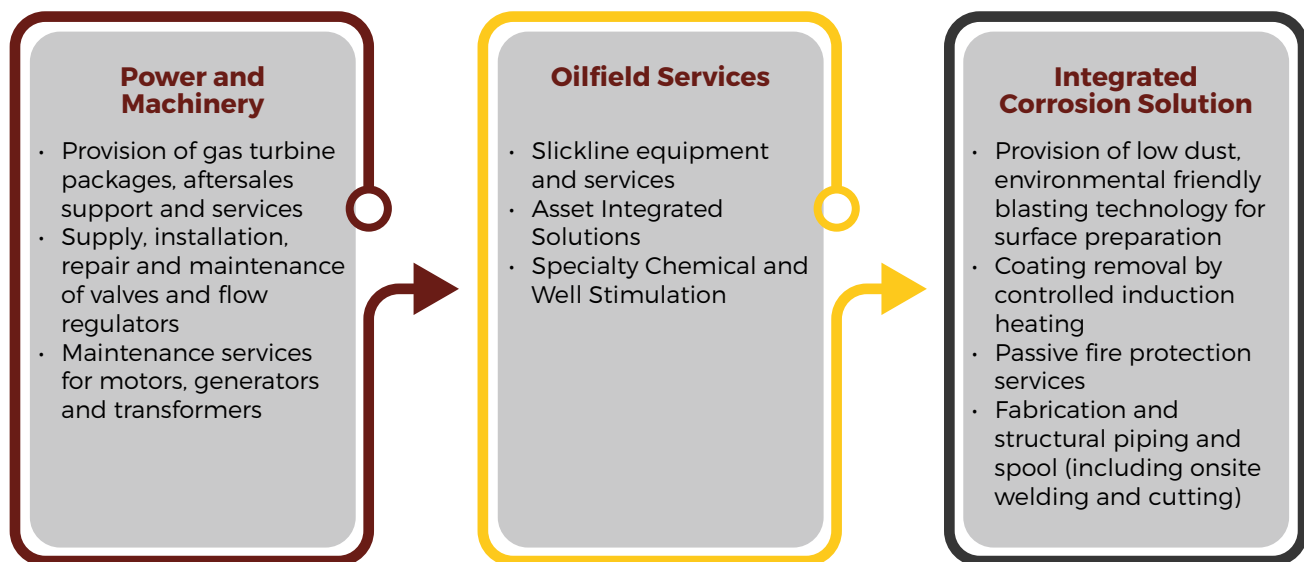 Power and
Machinery
· Provision of gas turbine
packages, aftersales
support and services
· Supply, installation,
repair and maintenance
of valves and flow
regulators
· Maintenance services
for motors, generators
and transformers
Oilfield Services
· Slickline equipment
and services
· Asset Integrated
Solutions
· Specialty Chemical and
Well Stimulation
Integrated
Corrosion Solution
· Provision of low dust,
environmental friendly
blasting technology for
surface preparation
· Coating removal by
controlled induction
heating
· Passive fire protection
services
· Fabrication and
structural piping and
spool (including onsite
welding and cutting)